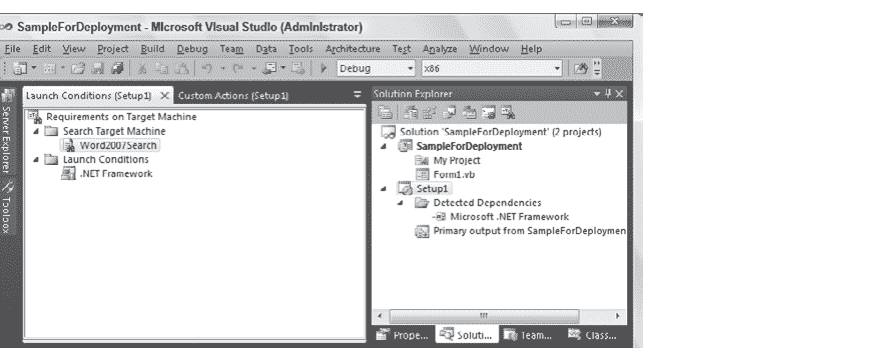 SampleForDeployment - Microsoft Visual Studio (Administrator)
File Edit View Project Build Debug Team Data Tools Architecture Test Analyze Window Help
Debug x86
Launch Conditions (Setup1) Custom Actions (Setup1)
Requirements on Target Machine
Search Target Machine
Word2007Search
Launch Conditions
.NET Framework
Server Explorer
Toolbox
Solution Explorer
Solution 'SampleForDeployment' (2 projects)
SampleForDeployment
My Project
Form1.vb
Setup1
Detected Dependencies
Microsoft .NET Framework
Primary output from SampleForDeploymen
Prope... Soluti... Team... Class...